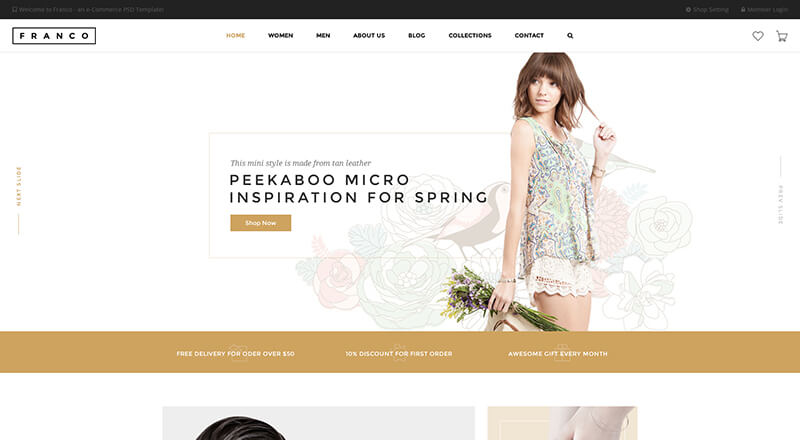 Welcome to Franco - an e-Commerce PSD Template!
Shop Setting
Member Login
FRANCO
HOME
WOMEN
MEN
ABOUT US
BLOG
COLLECTIONS
CONTACT
NEXT SLIDE
This mini style is made from tan leather
PEEKABOO MICRO
INSPIRATION FOR SPRING
Shop Now
PREV SLIDE
FREE DELIVERY FOR ODER OVER $50
10% DISCOUNT FOR FIRST ORDER
AWESOME GIFT EVERY MONTH